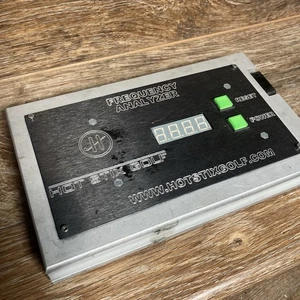 FREQUENCY
ANALYZER
RESET
POWER
HOT STIX GOLF
WWW.HOTSTIXGOLF.COM